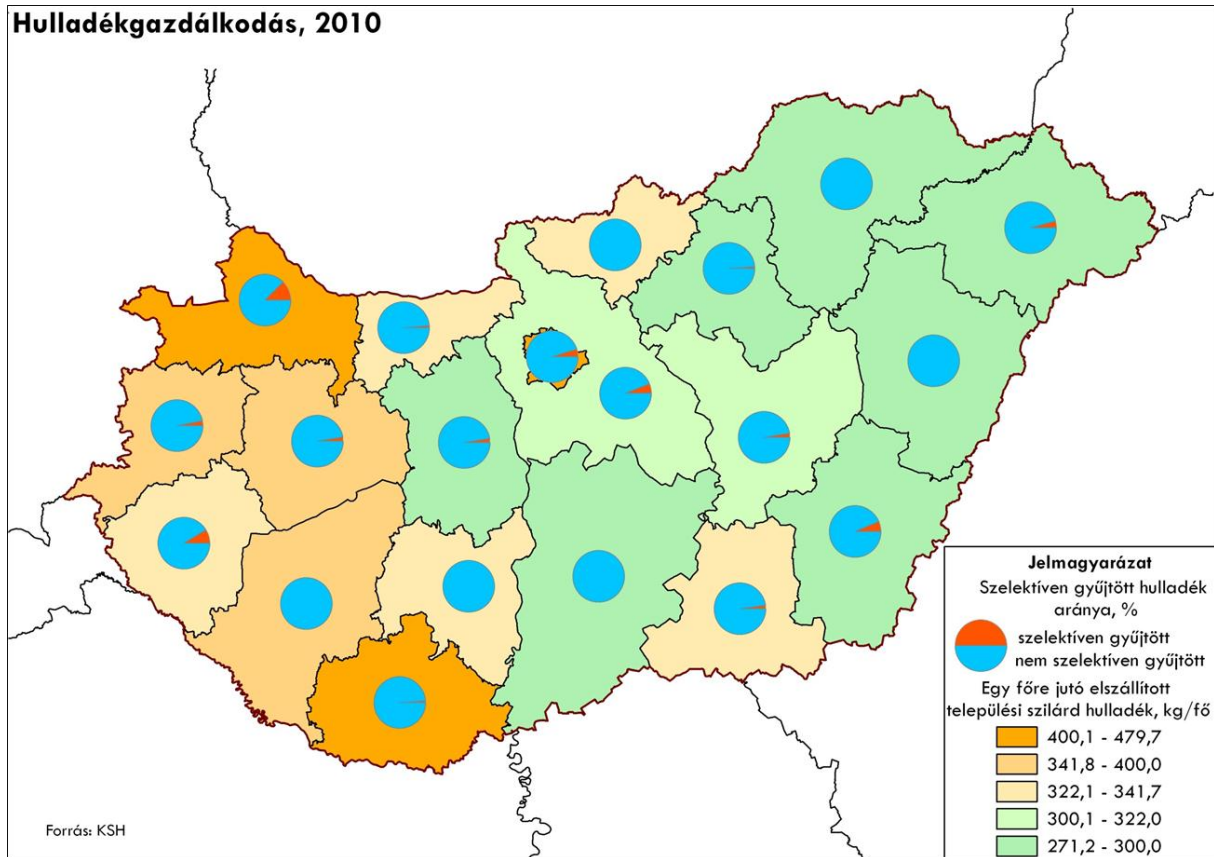 Hulladékgazdálkodás, 2010
Jelmagyarázat
Szelektíven gyűjtött hulladék
aránya, %
szelektíven gyűjtött
nem szelektíven gyűjtött
Egy főre jutó elszállított
települési szilárd hulladék, kg/fő
400,1 - 479,7
341,8 - 400,0
322,1 - 341,7
300,1 - 322,0
271,2 - 300,0
Forrás: KSH